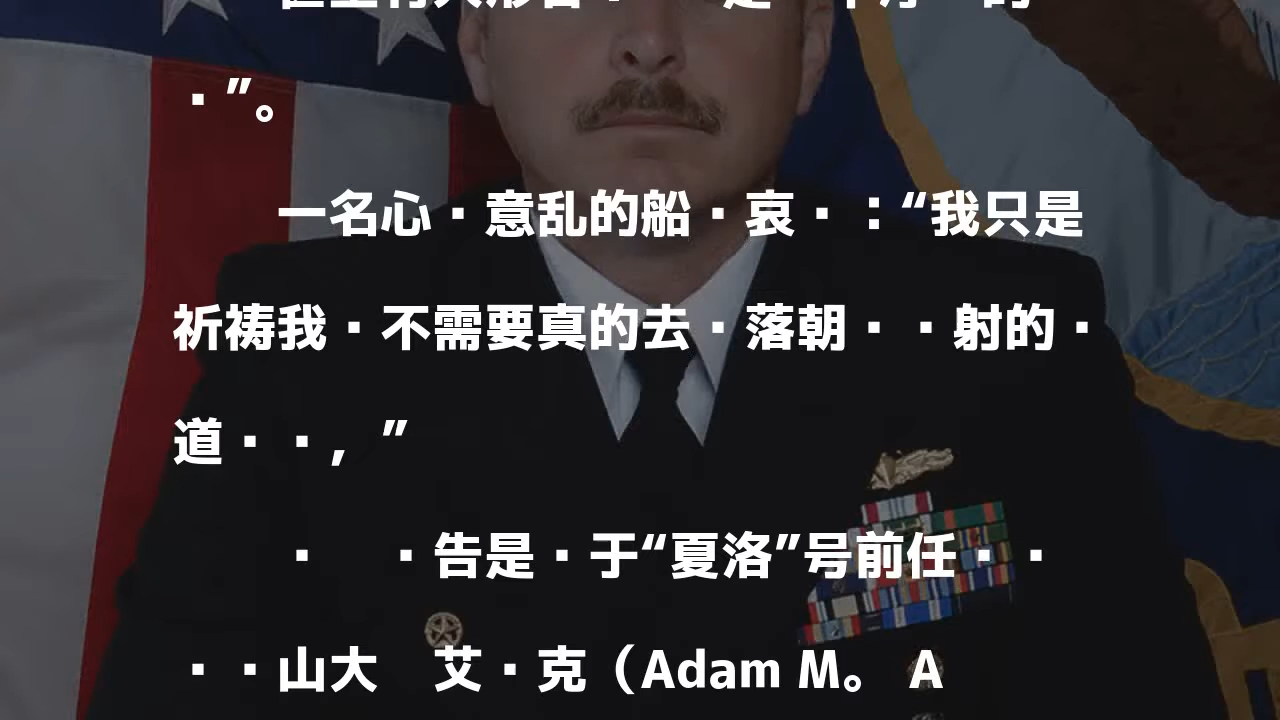 ·”。
一名心·意乱的船·哀·：“我只是
祈祷我·不需要真的去·落朝··射的·
道··，”
· ·告是·于“夏洛”号前任··
··山大 艾·克（Adam M。 A